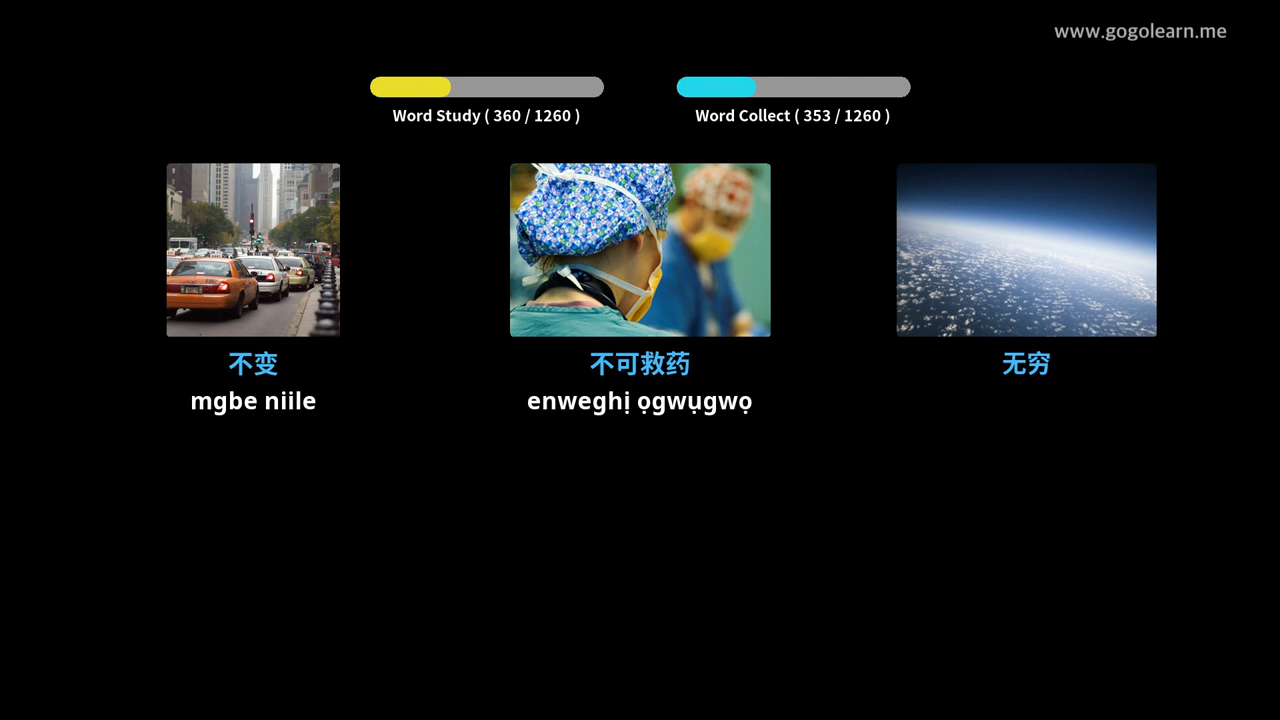 www.gogolearn.me
Word Study ( 360 / 1260 )
Word Collect ( 353 / 1260 )
不变
mgbe niile
不可救药
enweghị ọgwụgwọ
无穷